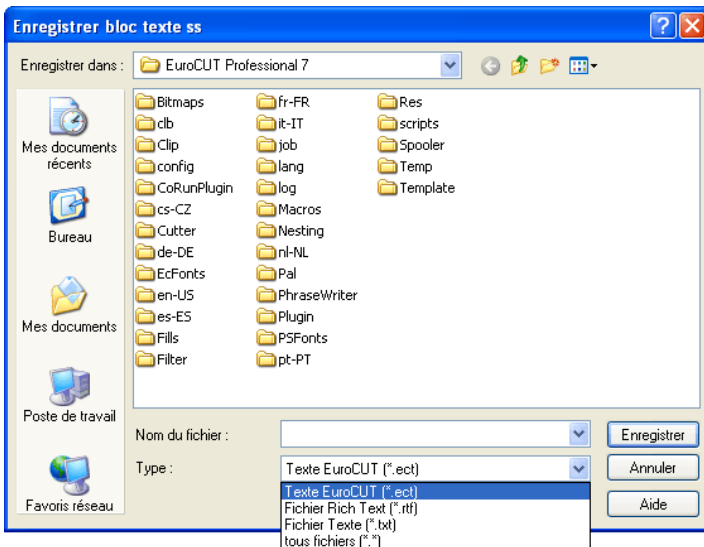 Enregistrer bloc texte ss
Enregistrer dans :
EuroCUT Professional 7
Mes documents
récents
Bureau
Mes documents
Poste de travail
Favoris réseau
Bitmaps
clb
Clip
config
CoRunPlugin
cs-CZ
Cutter
de-DE
EcFonts
en-US
es-ES
Fills
Filter
fr-FR
it-IT
job
lang
log
Macros
Nesting
nl-NL
Pal
PhraseWriter
Plugin
PSFonts
pt-PT
Res
scripts
Spooler
Temp
Template
Nom du fichier :
Enregistrer
Type :
Texte EuroCUT (*.ect)
Annuler
Texte EuroCUT (*.ect)
Fichier Rich Text (*.rtf)
Fichier Texte (*.txt)
tous fichiers (*.*)
Aide